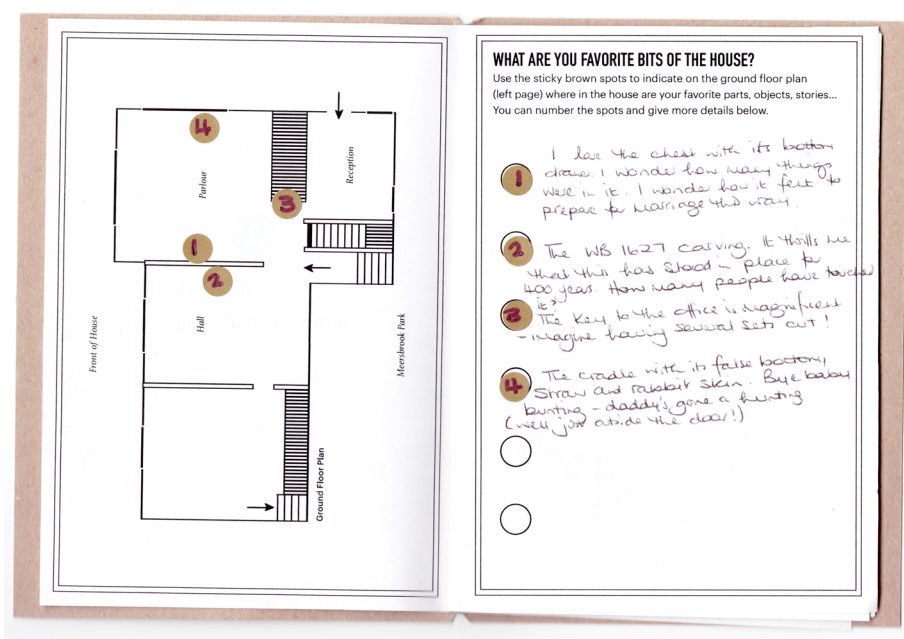 4
Parlour
3
Reception
1
2
Hall
Front of House
Meersbrook Park
Ground Floor Plan
WHAT ARE YOU FAVORITE BITS OF THE HOUSE?
Use the sticky brown spots to indicate on the ground floor plan
(left page) where in the house are your favorite parts, objects, stories...
You can number the spots and give more details below.
1
I love the chest with its bottom
drawer. I wonder how many things
were in it. I wonder how it felt to
prepare for marriage this way.
2
The WB 1627 carving. It thrills me
that this has stood in place for
400 years. How many people have touched
it?
3
The key to the office is magnificent
- imagine having several sets cut!
4
The cradle with its false bottom,
straw and rabbit skin. Bye baby
bunting - daddy's gone a hunting
(well, just outside the door!)